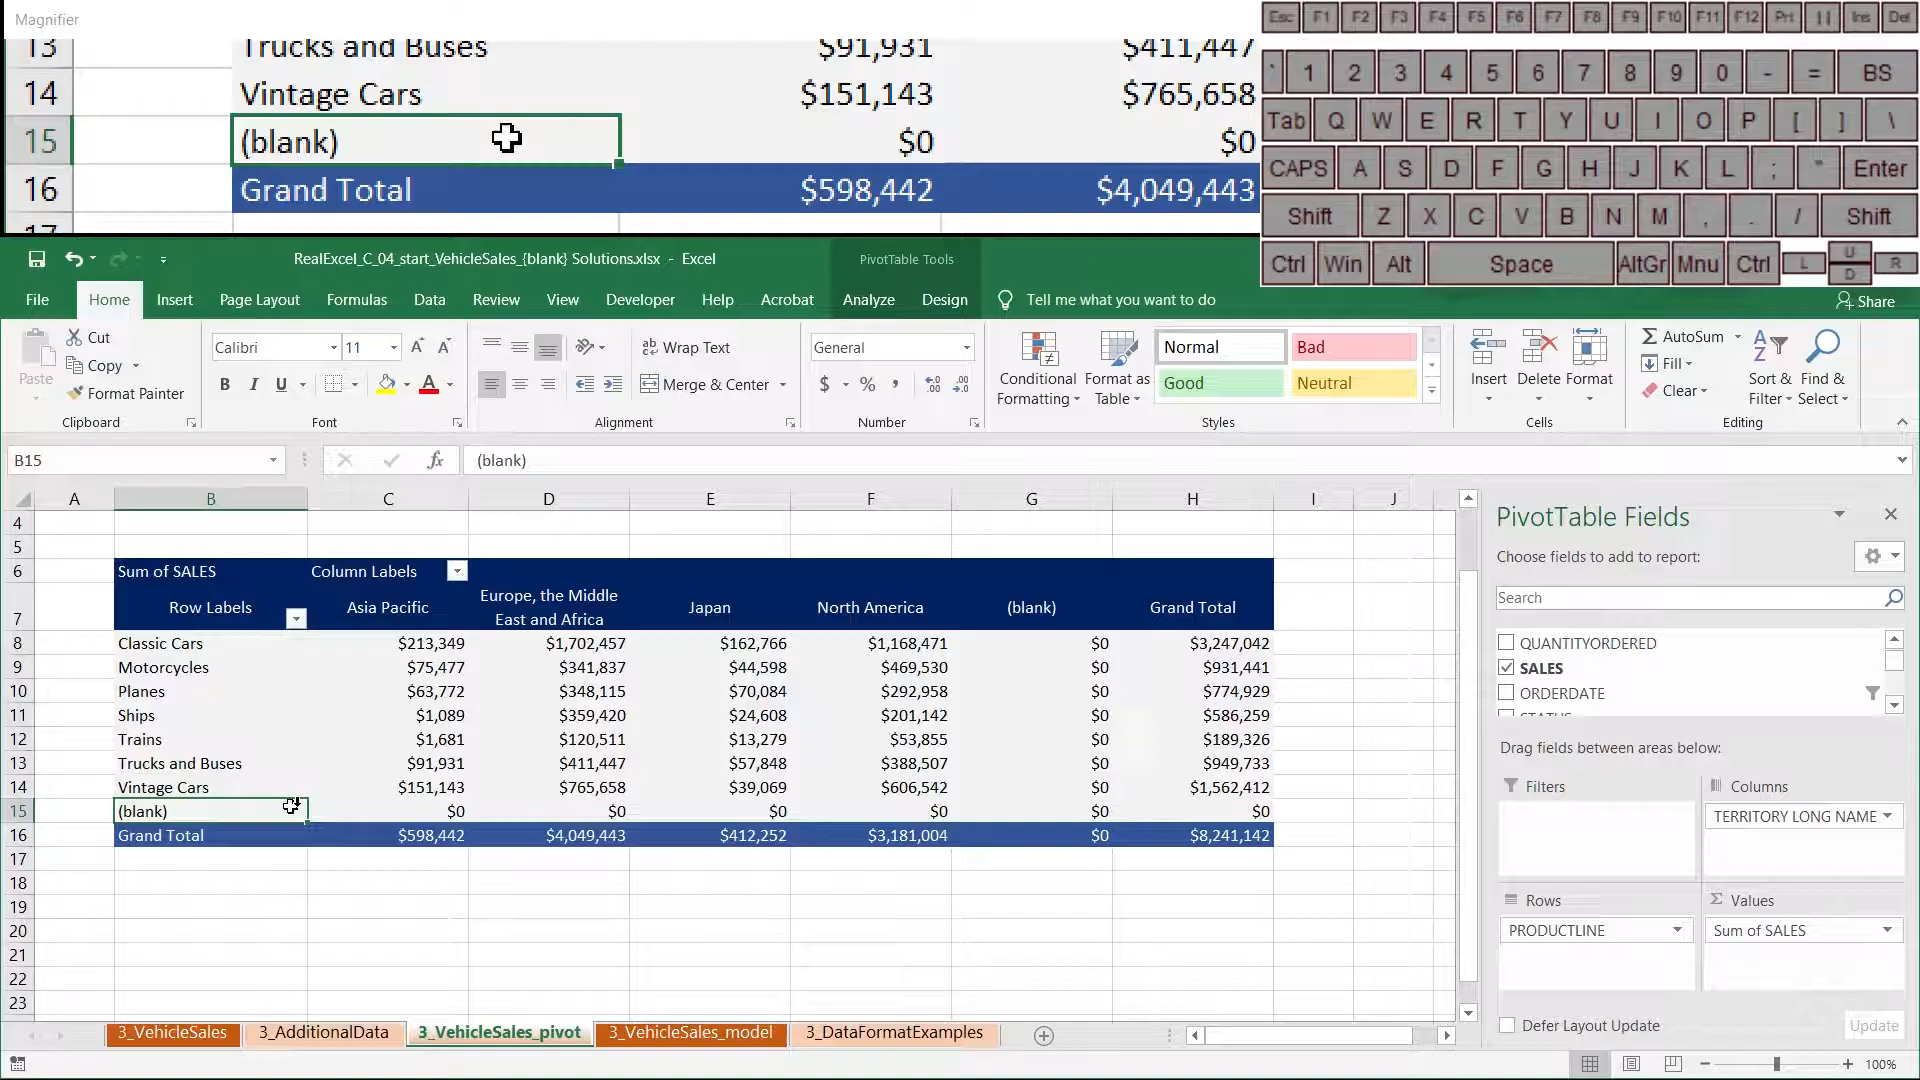 Magnifier
13 Trucks and Buses $91,931 $411,447
14 Vintage Cars $151,143 $765,658
15 (blank) $0 $0
16 Grand Total $598,442 $4,049,443
17
Esc F1 F2 F3 F4 F5 F6 F7 F8 F9 F10 F11 F12 Prt Ins Del
` 1 2 3 4 5 6 7 8 9 0 - = BS
Tab Q W E R T Y U I O P [ ] \
CAPS A S D F G H J K L ; " Enter
Shift Z X C V B N M , . / Shift
Ctrl Win Alt Space AltGr Mnu Ctrl L U D R
RealExcel_C_04_start_VehicleSales_{blank} Solutions.xlsx - Excel
PivotTable Tools
File Home Insert Page Layout Formulas Data Review View Developer Help Acrobat Analyze Design Tell me what you want to do Share
Paste
Cut
Copy
Format Painter
Clipboard
Calibri 11
B I U
Font
Wrap Text
Merge & Center
Alignment
General
$ % ,
Number
Conditional Formatting
Format as Table
Normal Bad
Good Neutral
Styles
Insert Delete Format
Cells
AutoSum
Fill
Clear
Sort & Filter
Find & Select
Editing
B15 fx (blank)
A B C D E F G H I J
4
5
6 Sum of SALES Column Labels
7 Row Labels Asia Pacific Europe, the Middle East and Africa Japan North America (blank) Grand Total
8 Classic Cars $213,349 $1,702,457 $162,766 $1,168,471 $0 $3,247,042
9 Motorcycles $75,477 $341,837 $44,598 $469,530 $0 $931,441
10 Planes $63,772 $348,115 $70,084 $292,958 $0 $774,929
11 Ships $1,089 $359,420 $24,608 $201,142 $0 $586,259
12 Trains $1,681 $120,511 $13,279 $53,855 $0 $189,326
13 Trucks and Buses $91,931 $411,447 $57,848 $388,507 $0 $949,733
14 Vintage Cars $151,143 $765,658 $39,069 $606,542 $0 $1,562,412
15 (blank) $0 $0 $0 $0 $0 $0
16 Grand Total $598,442 $4,049,443 $412,252 $3,181,004 $0 $8,241,142
17
18
19
20
21
22
23
PivotTable Fields
Choose fields to add to report:
Search
QUANTITYORDERED
SALES
ORDERDATE
STATUS
Drag fields between areas below:
Filters
Columns
TERRITORY LONG NAME
Rows
PRODUCTLINE
Values
Sum of SALES
Defer Layout Update Update
3_VehicleSales 3_AdditionalData 3_VehicleSales_pivot 3_VehicleSales_model 3_DataFormatExamples
100%